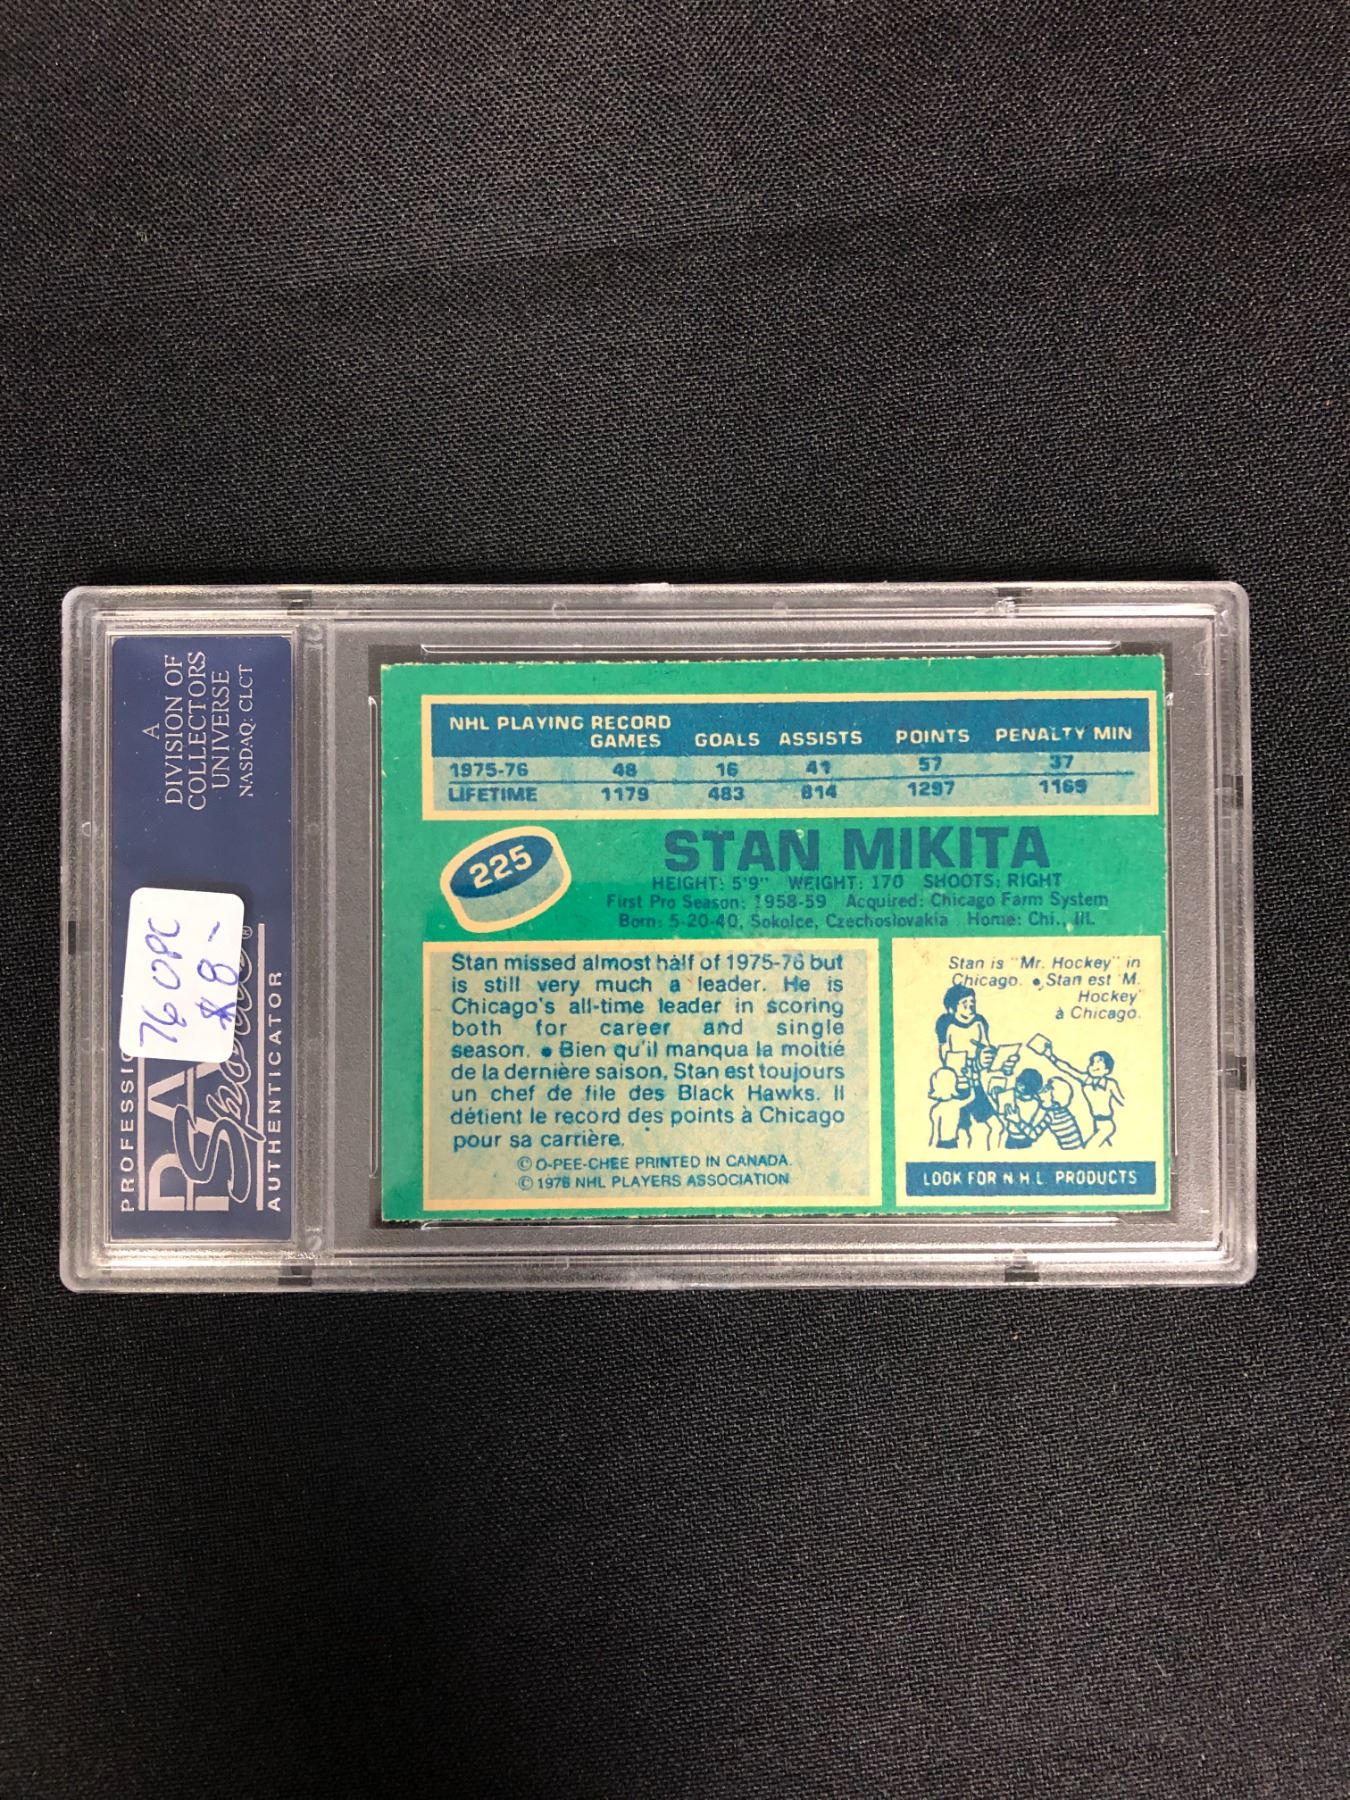 A
DIVISION OF
COLLECTORS
UNIVERSE
NASDAQ: CLCT
76 OPC
$8-
PSA
Sports
AUTHENTICATOR
NHL PLAYING RECORD
GAMES GOALS ASSISTS POINTS PENALTY MIN
1975-76 48 16 41 57 37
LIFETIME 1179 483 814 1297 1169
225
STAN MIKITA
HEIGHT: 5'9" WEIGHT: 170 SHOOTS: RIGHT
First Pro Season: 1958-59 Acquired: Chicago Farm System
Born: 5-20-40, Sokolce, Czechoslovakia Home: Chi., Ill.
Stan missed almost half of 1975-76 but
is still very much a leader. He is
Chicago's all-time leader in scoring
both for career and single
season. • Bien qu'il manqua la moitié
de la dernière saison, Stan est toujours
un chef de file des Black Hawks. Il
détient le record des points à Chicago
pour sa carrière.
© O-PEE-CHEE PRINTED IN CANADA.
© 1976 NHL PLAYERS ASSOCIATION
Stan is "Mr. Hockey" in
Chicago. • Stan est 'M.
Hockey'
à Chicago.
LOOK FOR N.H.L. PRODUCTS